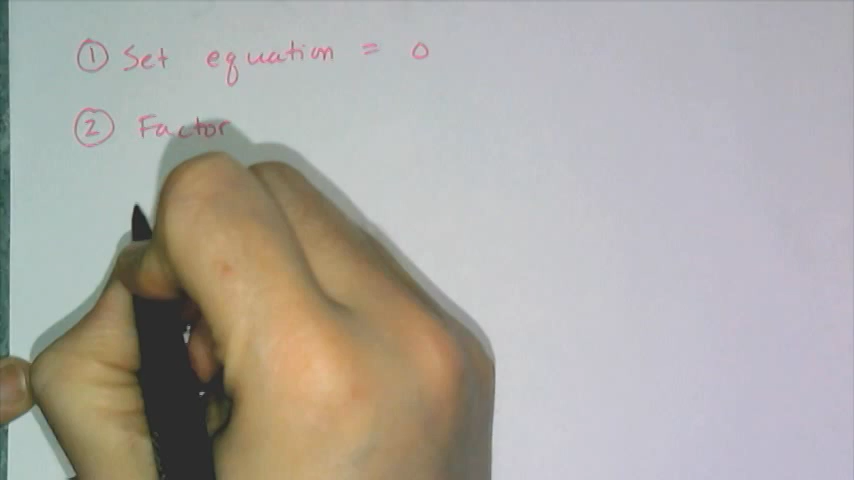 ① Set equation = 0
② Factor